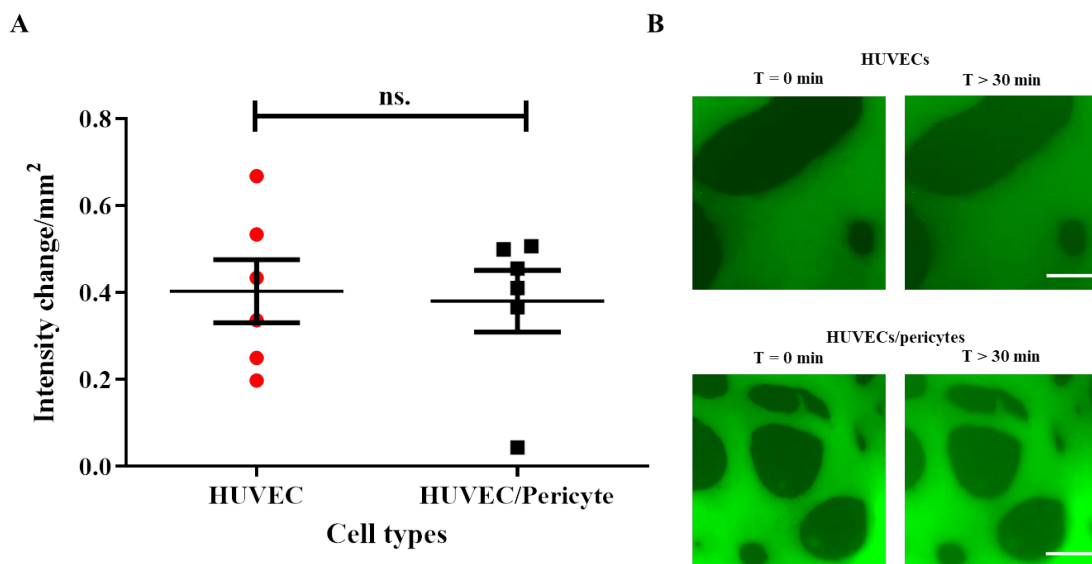 A
ns.
0.8
0.6
0.4
0.2
0.0
Intensity change/mm²
HUVEC
HUVEC/Pericyte
Cell types
B
HUVECs
T = 0 min
T > 30 min
HUVECs/pericytes
T = 0 min
T > 30 min